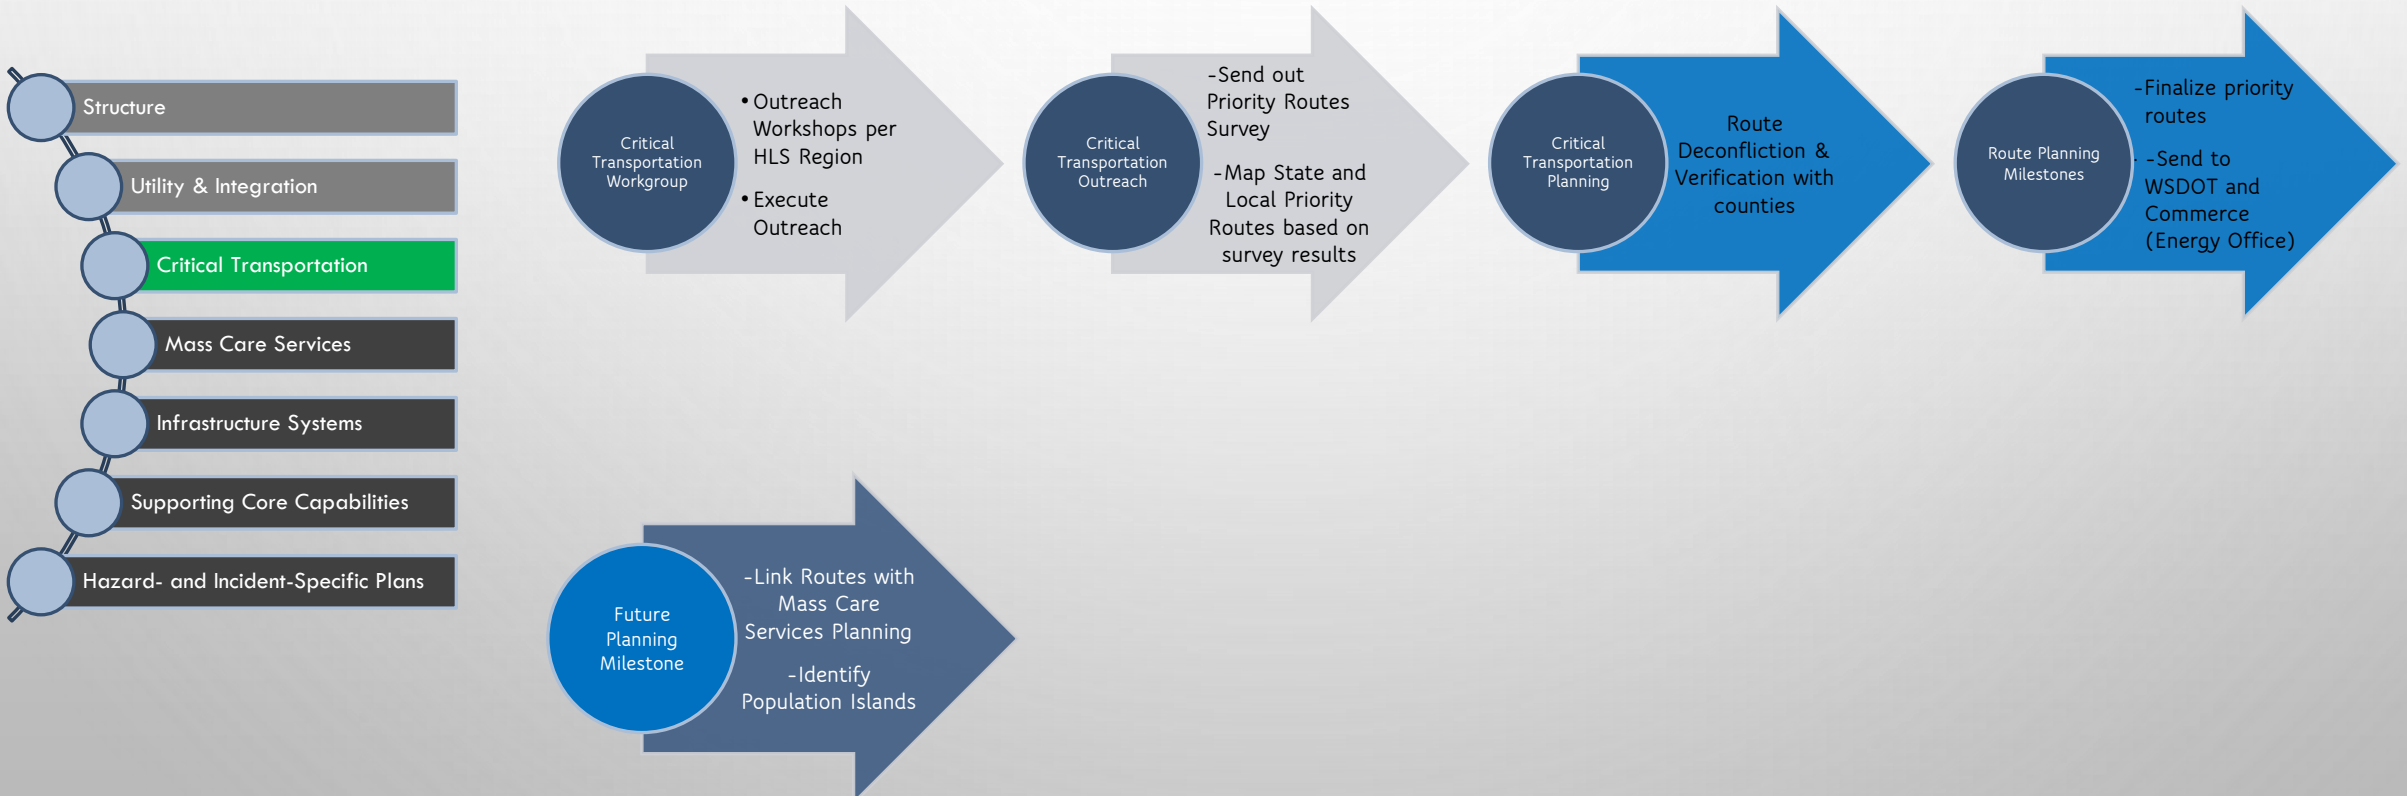 Structure
Utility & Integration
Critical Transportation
Mass Care Services
Infrastructure Systems
Supporting Core Capabilities
Hazard- and Incident-Specific Plans
Critical
Transportation
Workgroup
• Outreach
Workshops per
HLS Region
• Execute
Outreach
Critical
Transportation
Outreach
-Send out
Priority Routes
Survey
-Map State and
Local Priority
Routes based on
survey results
Critical
Transportation
Planning
Route
Deconfliction &
Verification with
counties
Route Planning
Milestones
-Finalize priority
routes
- -Send to
WSDOT and
Commerce
(Energy Office)
Future
Planning
Milestone
-Link Routes with
Mass Care
Services Planning
-Identify
Population Islands